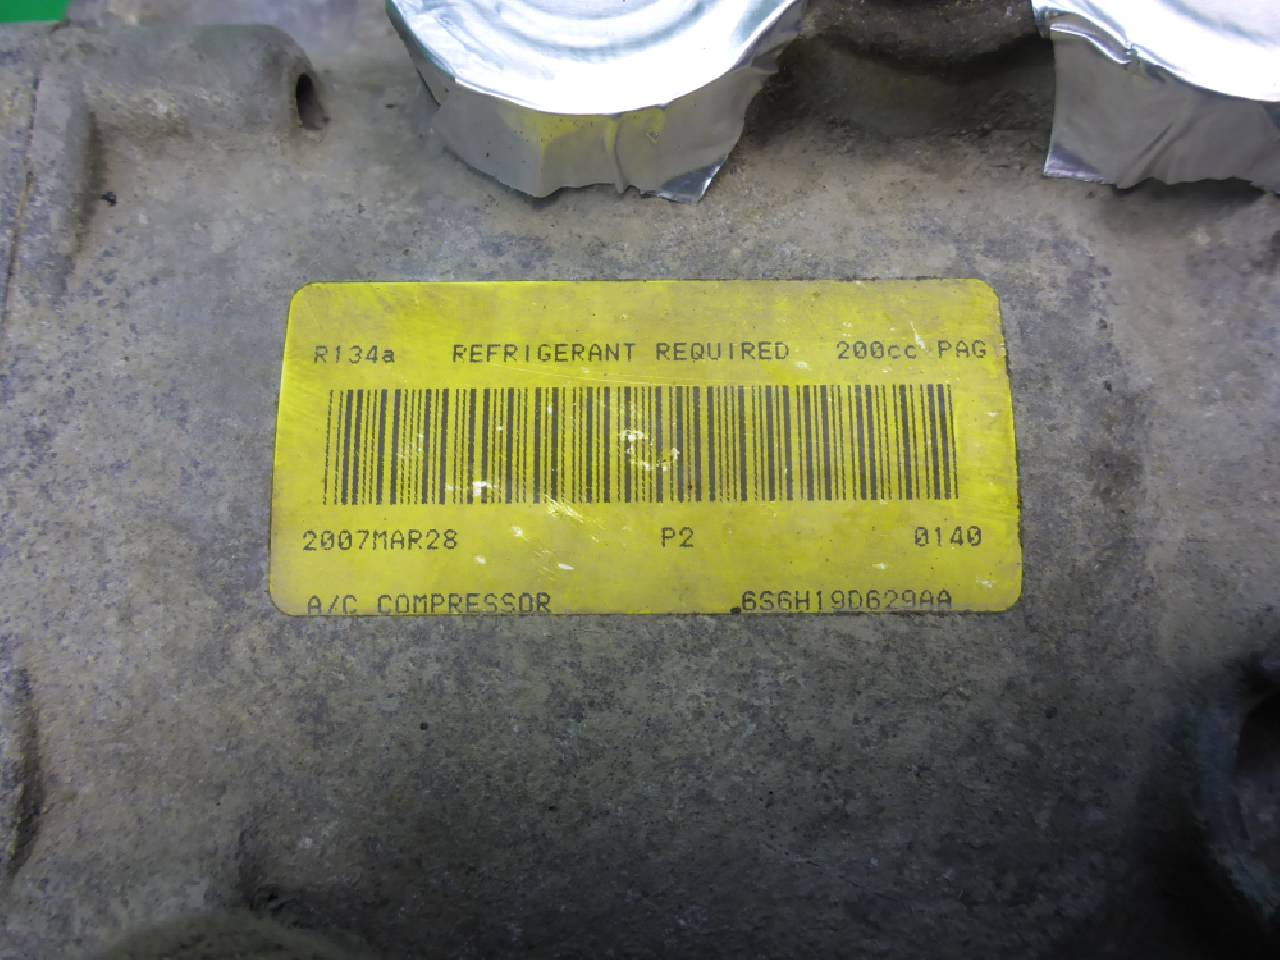 R134a REFRIGERANT REQUIRED 200cc PAG
2007MAR28 P2 0140
A/C COMPRESSOR 6S6H19D629AA